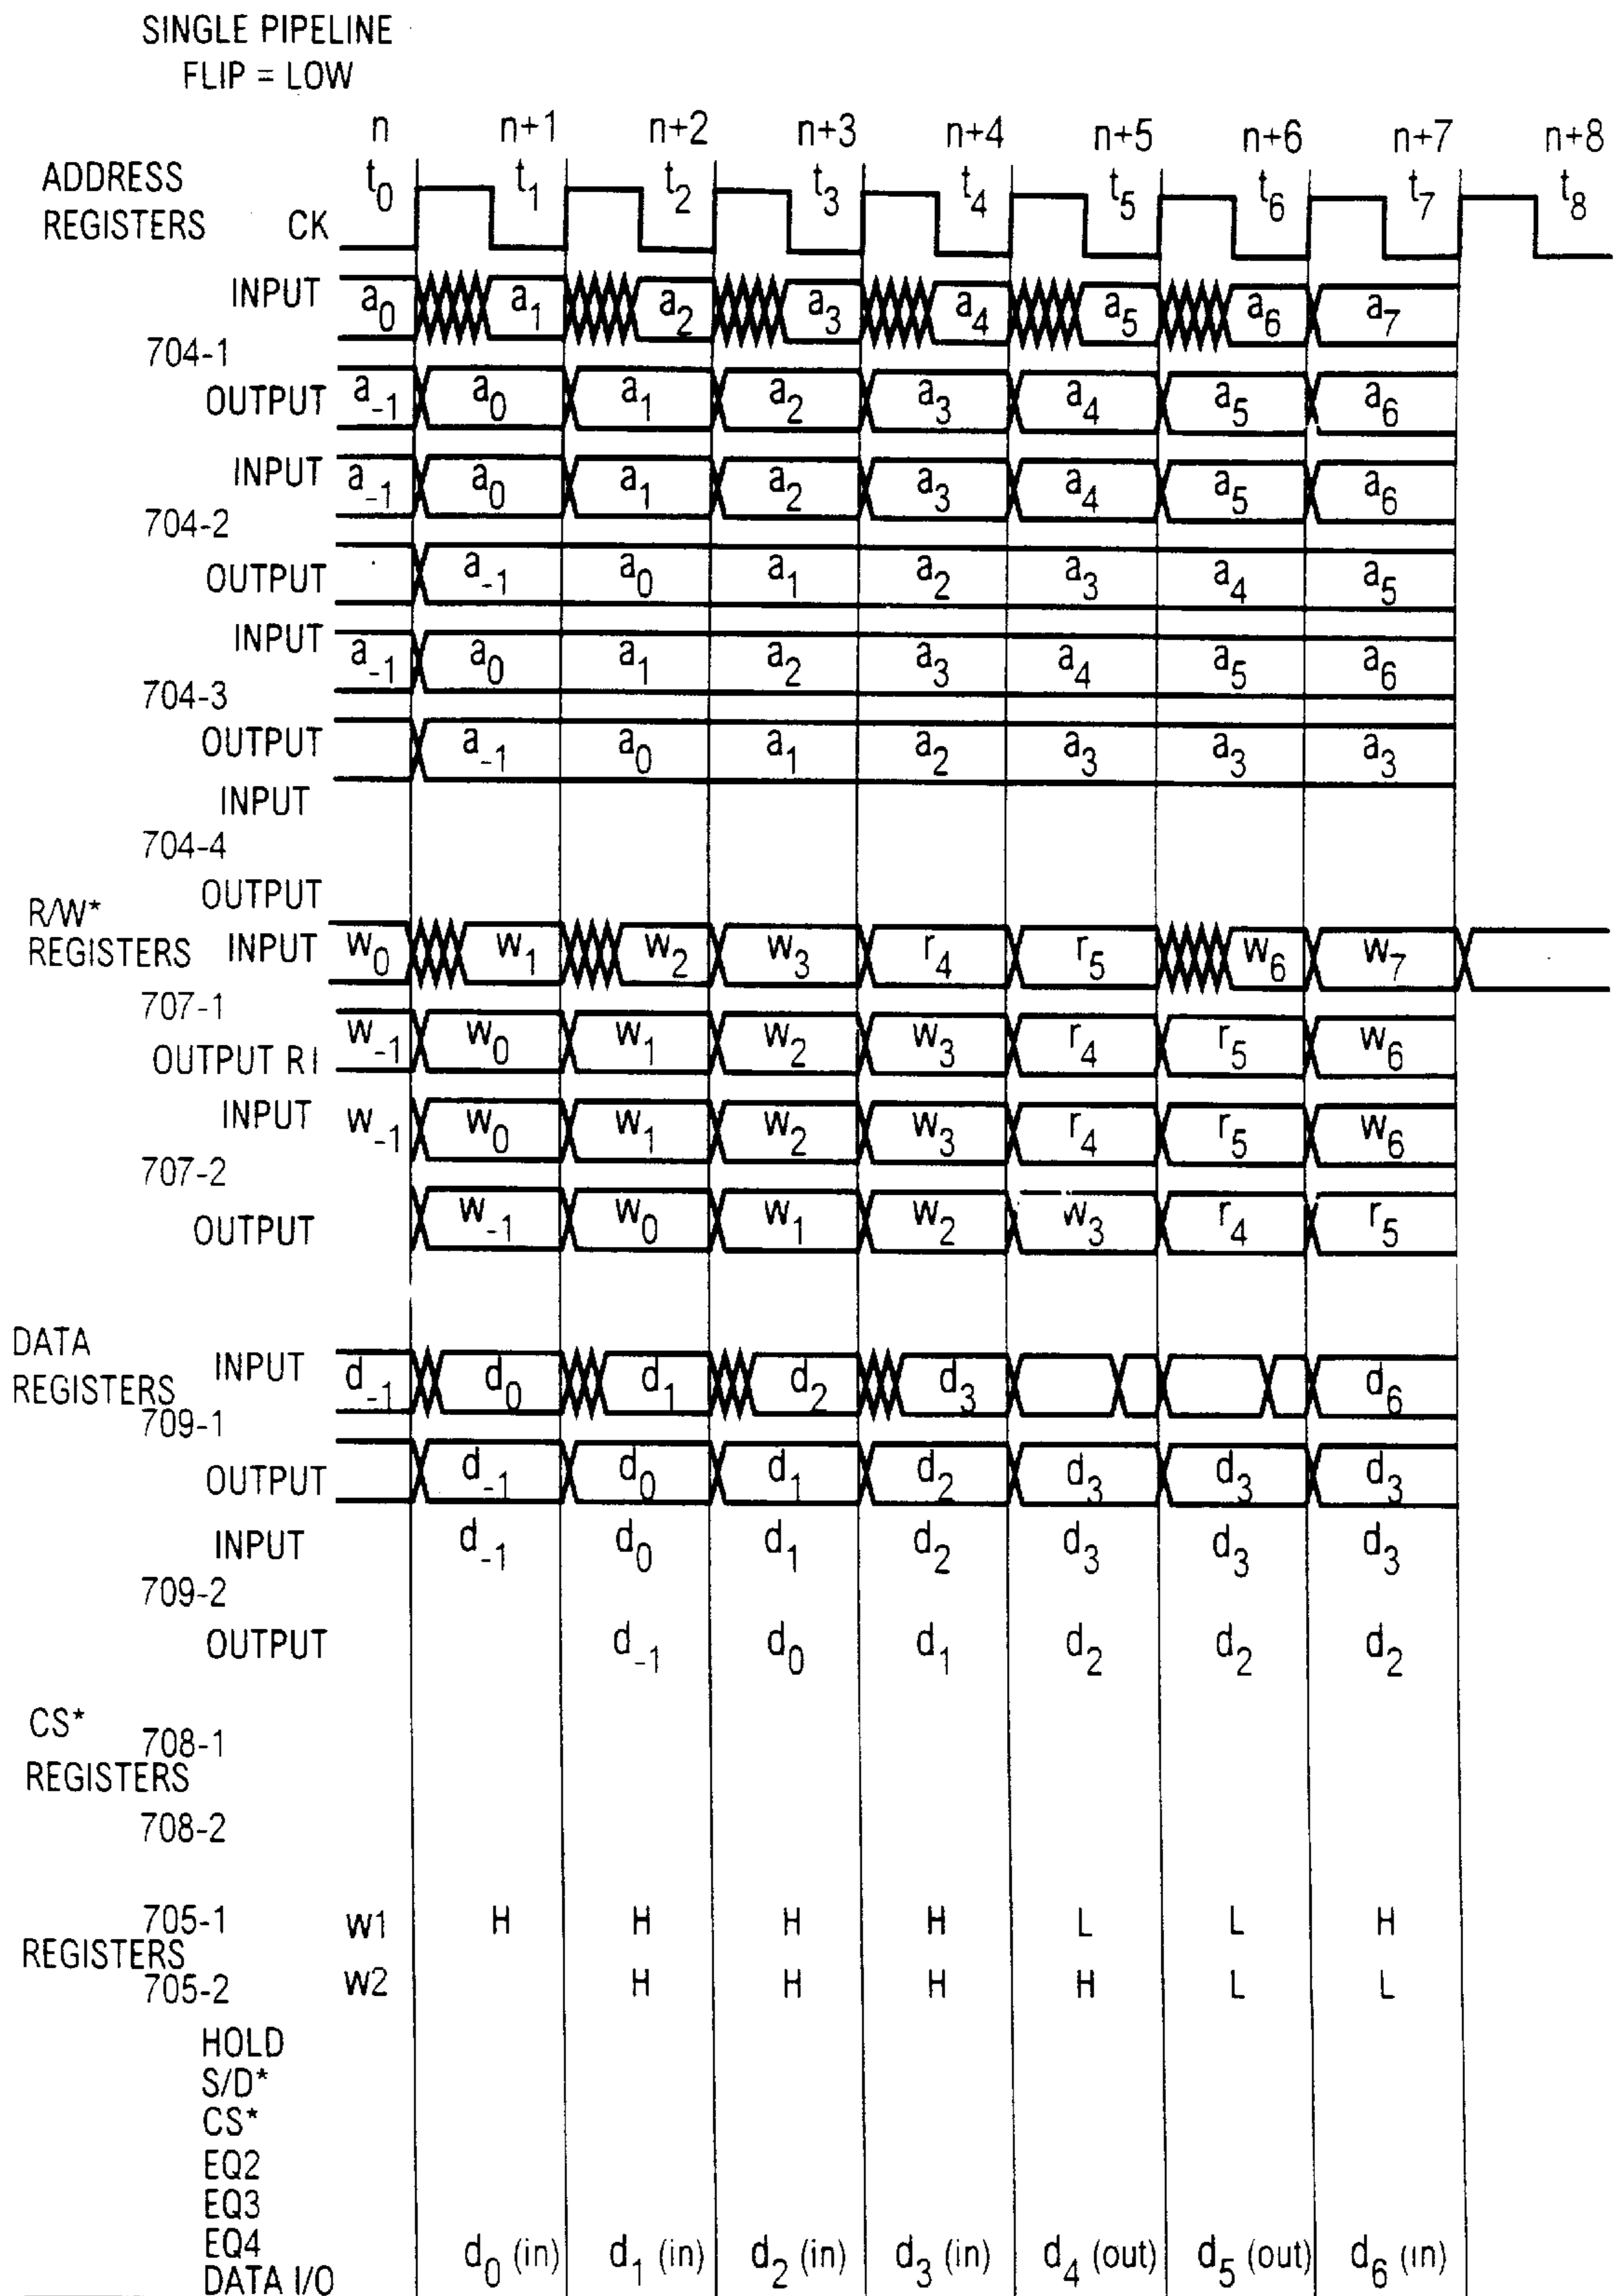 SINGLE PIPELINE
FLIP = LOW
n n+1 n+2 n+3 n+4 n+5 n+6 n+7 n+8
ADDRESS
REGISTERS CK t0 t1 t2 t3 t4 t5 t6 t7 t8
INPUT a0 a1 a2 a3 a4 a5 a6 a7
704-1
OUTPUT a-1 a0 a1 a2 a3 a4 a5 a6
INPUT a-1 a0 a1 a2 a3 a4 a5 a6
704-2
OUTPUT a-1 a0 a1 a2 a3 a4 a5
INPUT a-1 a0 a1 a2 a3 a4 a5 a6
704-3
OUTPUT a-1 a0 a1 a2 a3 a3 a3
INPUT
704-4
OUTPUT
R/W*
REGISTERS INPUT w0 w1 w2 w3 r4 r5 w6 w7
707-1
OUTPUT R1 w-1 w0 w1 w2 w3 r4 r5 w6
INPUT w-1 w0 w1 w2 w3 r4 r5 w6
707-2
OUTPUT w-1 w0 w1 w2 w3 r4 r5
DATA
REGISTERS INPUT d-1 d0 d1 d2 d3 d6
709-1
OUTPUT d-1 d0 d1 d2 d3 d3 d3
INPUT d-1 d0 d1 d2 d3 d3 d3
709-2
OUTPUT d-1 d0 d1 d2 d2 d2
CS*
708-1
REGISTERS
708-2
705-1 W1 H H H H L L H
REGISTERS
705-2 W2 H H H H L L
HOLD
S/D*
CS*
EQ2
EQ3
EQ4
DATA I/O d0 (in) d1 (in) d2 (in) d3 (in) d4 (out) d5 (out) d6 (in)